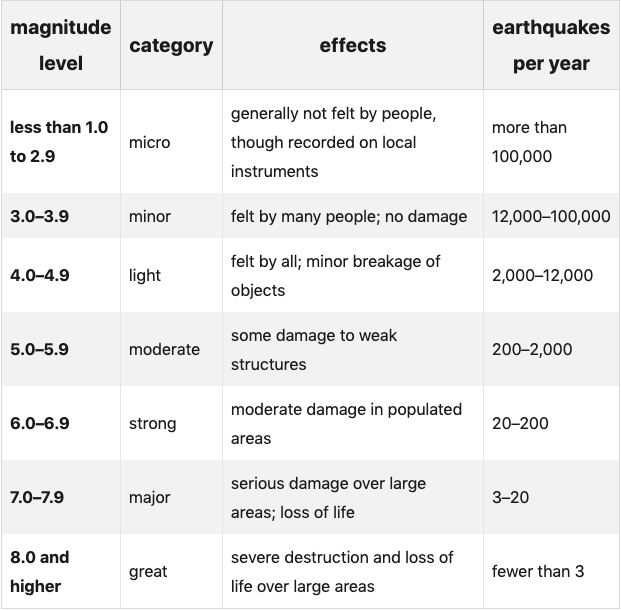 magnitude level
category
effects
earthquakes per year
less than 1.0
to 2.9
micro
generally not felt by people,
though recorded on local
instruments
more than
100,000
3.0–3.9
minor
felt by many people; no damage
12,000–100,000
4.0–4.9
light
felt by all; minor breakage of
objects
2,000–12,000
5.0–5.9
moderate
some damage to weak
structures
200–2,000
6.0–6.9
strong
moderate damage in populated
areas
20–200
7.0–7.9
major
serious damage over large
areas; loss of life
3–20
8.0 and
higher
great
severe destruction and loss of
life over large areas
fewer than 3